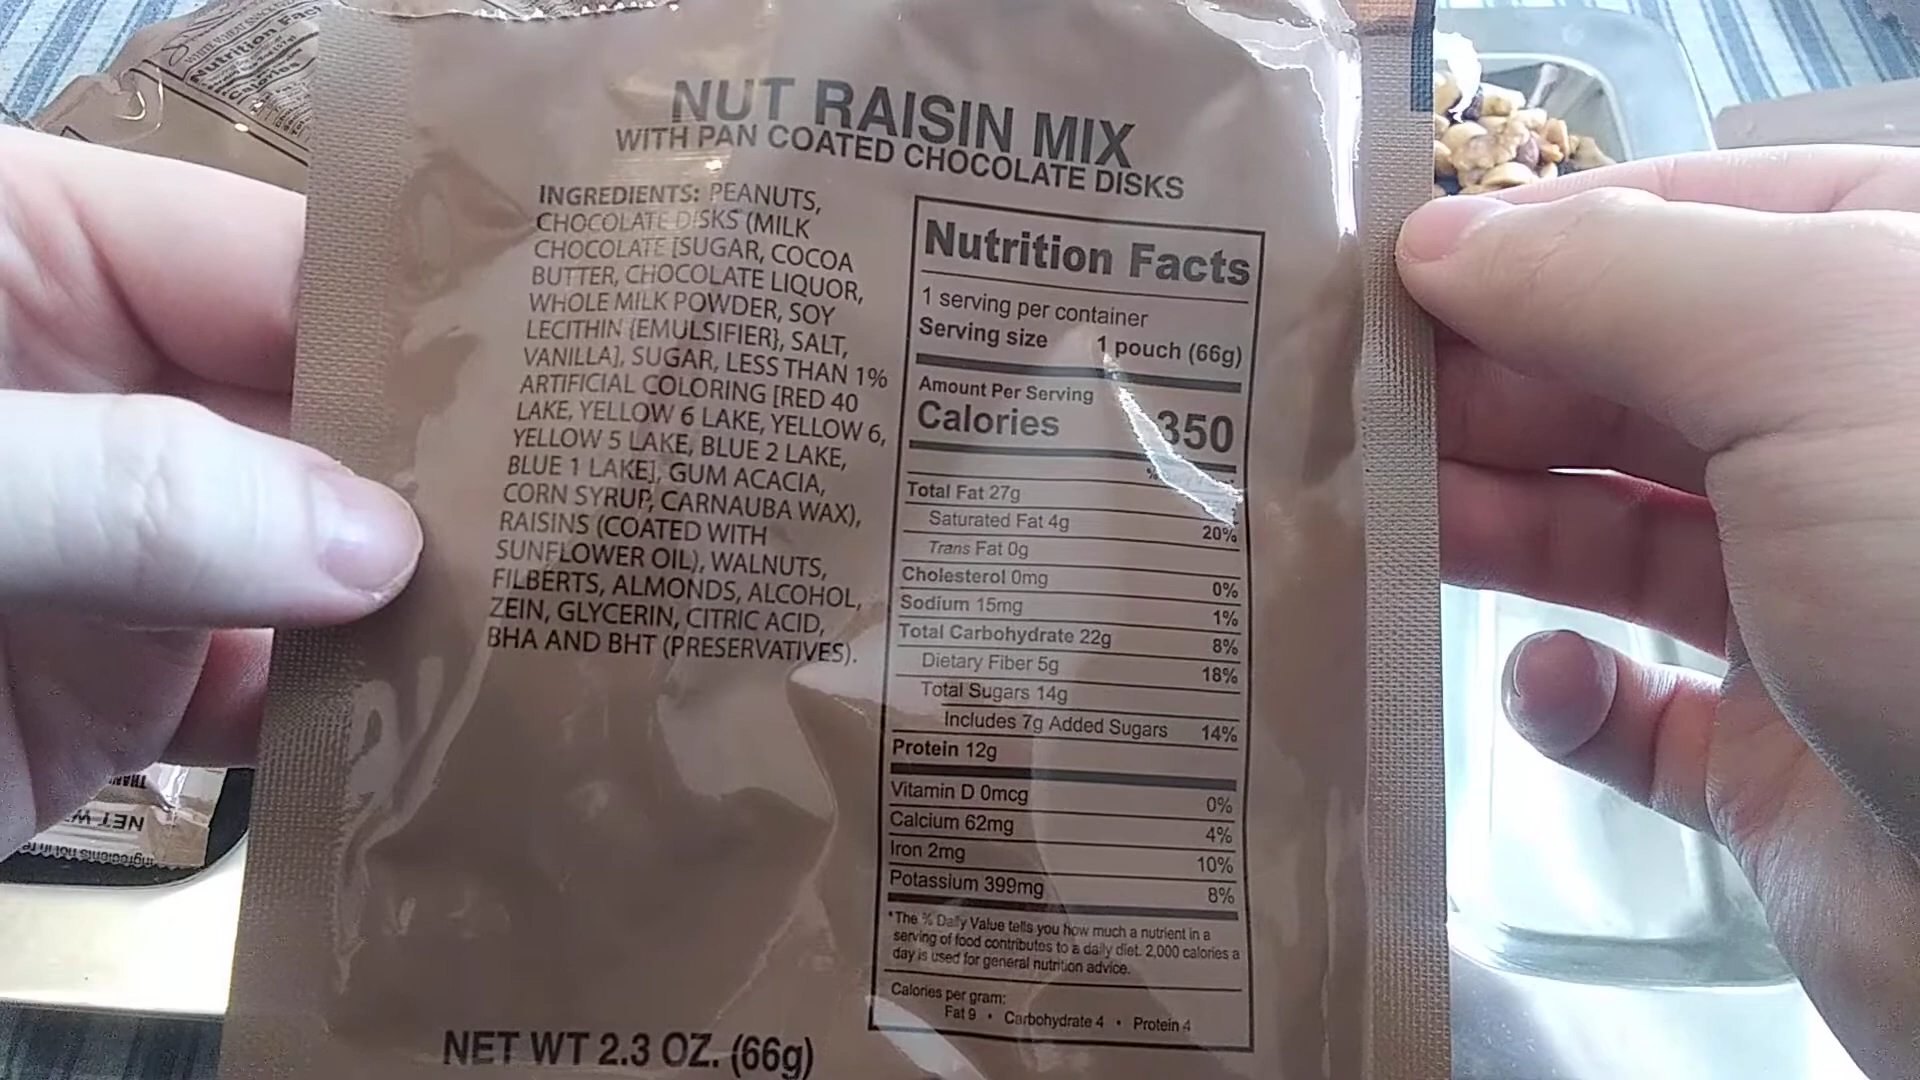 NUT RAISIN MIX
WITH PAN COATED CHOCOLATE DISKS
INGREDIENTS: PEANUTS,
CHOCOLATE DISKS (MILK
CHOCOLATE [SUGAR, COCOA
BUTTER, CHOCOLATE LIQUOR,
WHOLE MILK POWDER, SOY
LECITHIN {EMULSIFIER}, SALT,
VANILLA], SUGAR, LESS THAN 1%
ARTIFICIAL COLORING [RED 40
LAKE, YELLOW 6 LAKE, YELLOW 6,
YELLOW 5 LAKE, BLUE 2 LAKE,
BLUE 1 LAKE], GUM ACACIA,
CORN SYRUP, CARNAUBA WAX),
RAISINS (COATED WITH
SUNFLOWER OIL), WALNUTS,
FILBERTS, ALMONDS, ALCOHOL,
ZEIN, GLYCERIN, CITRIC ACID,
BHA AND BHT (PRESERVATIVES).
Nutrition Facts
1 serving per container
Serving size 1 pouch (66g)
Amount Per Serving
Calories 350
Total Fat 27g
Saturated Fat 4g 20%
Trans Fat 0g
Cholesterol 0mg 0%
Sodium 15mg 1%
Total Carbohydrate 22g 8%
Dietary Fiber 5g 18%
Total Sugars 14g
Includes 7g Added Sugars 14%
Protein 12g
Vitamin D 0mcg 0%
Calcium 62mg 4%
Iron 2mg 10%
Potassium 399mg 8%
*The % Daily Value tells you how much a nutrient in a
serving of food contributes to a daily diet. 2,000 calories a
day is used for general nutrition advice.
Calories per gram:
Fat 9 • Carbohydrate 4 • Protein 4
NET WT 2.3 OZ. (66g)
Nutrition Fact
Calories
NET W